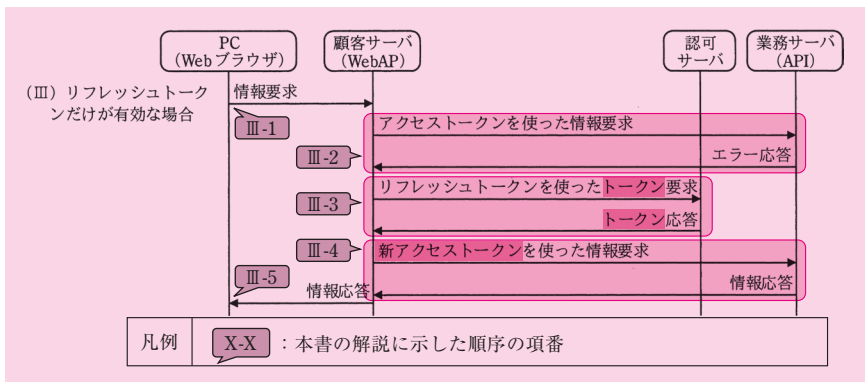 PC
(Webブラウザ)
顧客サーバ
(WebAP)
認可
サーバ
業務サーバ
(API)
(Ⅲ) リフレッシュトーク
ンだけが有効な場合
情報要求
Ⅲ-1
アクセストークンを使った情報要求
Ⅲ-2
エラー応答
リフレッシュトークンを使ったトークン要求
Ⅲ-3
トークン応答
Ⅲ-4
新アクセストークンを使った情報要求
Ⅲ-5
情報応答
情報応答
凡例
X-X
：本書の解説に示した順序の項番